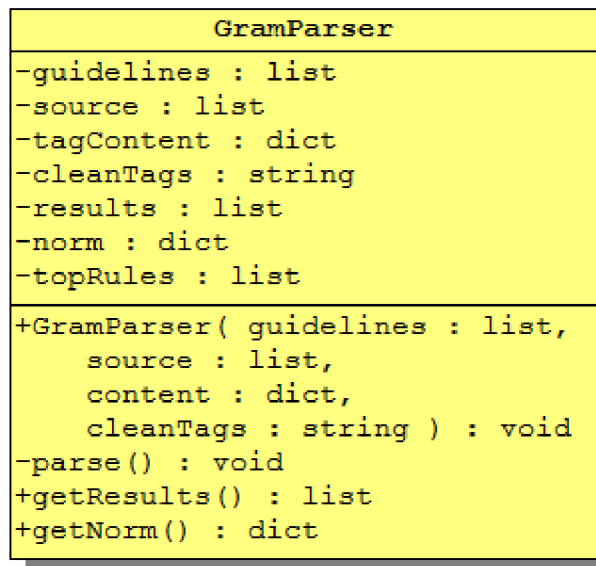 GramParser
-guidelines : list
-source : list
-tagContent : dict
-cleanTags : string
-results : list
-norm : dict
-topRules : list
+GramParser( guidelines : list,
source : list,
content : dict,
cleanTags : string ) : void
-parse() : void
+getResults() : list
+getNorm() : dict